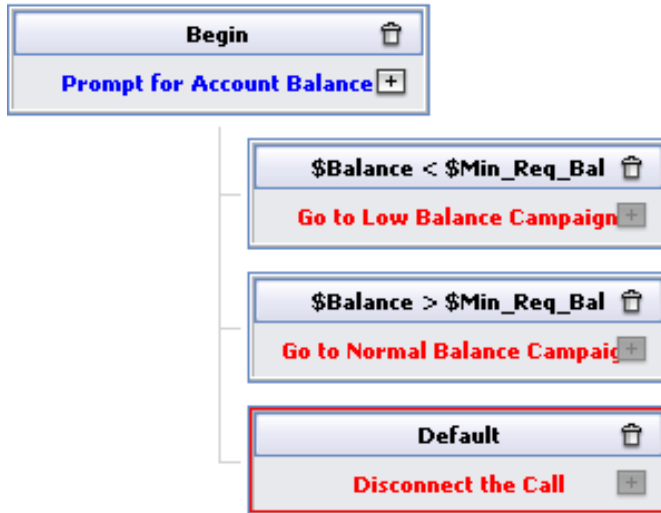 Begin
Prompt for Account Balance
$Balance < $Min_Req_Bal
Go to Low Balance Campaign
$Balance > $Min_Req_Bal
Go to Normal Balance Campaig
Default
Disconnect the Call